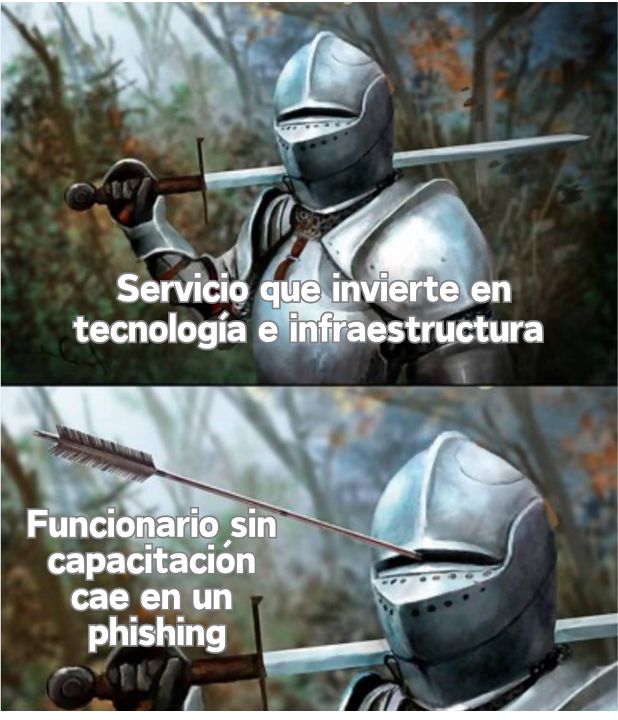 Servicio que invierte en
tecnología e infraestructura
Funcionario sin
capacitación
cae en un
phishing